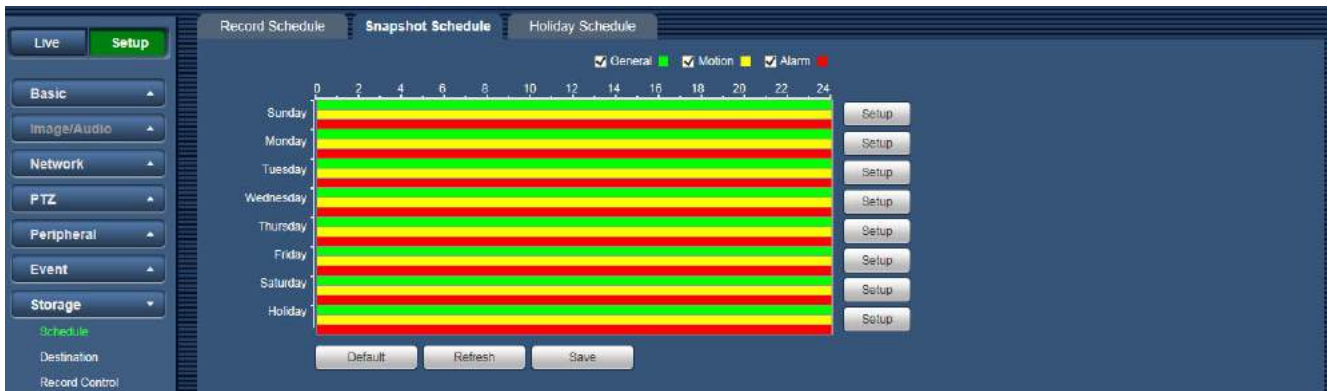 Live Setup
Basic
Image/Audio
Network
PTZ
Peripheral
Event
Storage
Schedule
Destination
Record Control
Record Schedule Snapshot Schedule Holiday Schedule
General Motion Alarm
0 2 4 6 8 10 12 14 16 18 20 22 24
Sunday Setup
Monday Setup
Tuesday Setup
Wednesday Setup
Thursday Setup
Friday Setup
Saturday Setup
Holiday Setup
Default Refresh Save